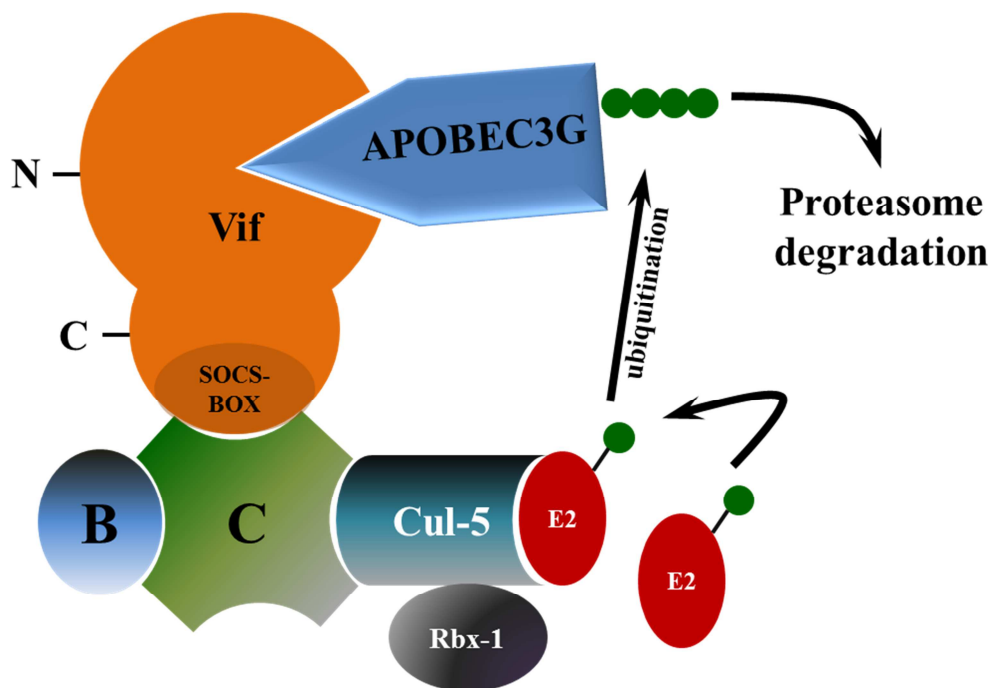 APOBEC3G
N
Vif
Proteasome
degradation
ubiquitination
C
SOCS-
BOX
B
C
Cul-5
E2
E2
Rbx-1